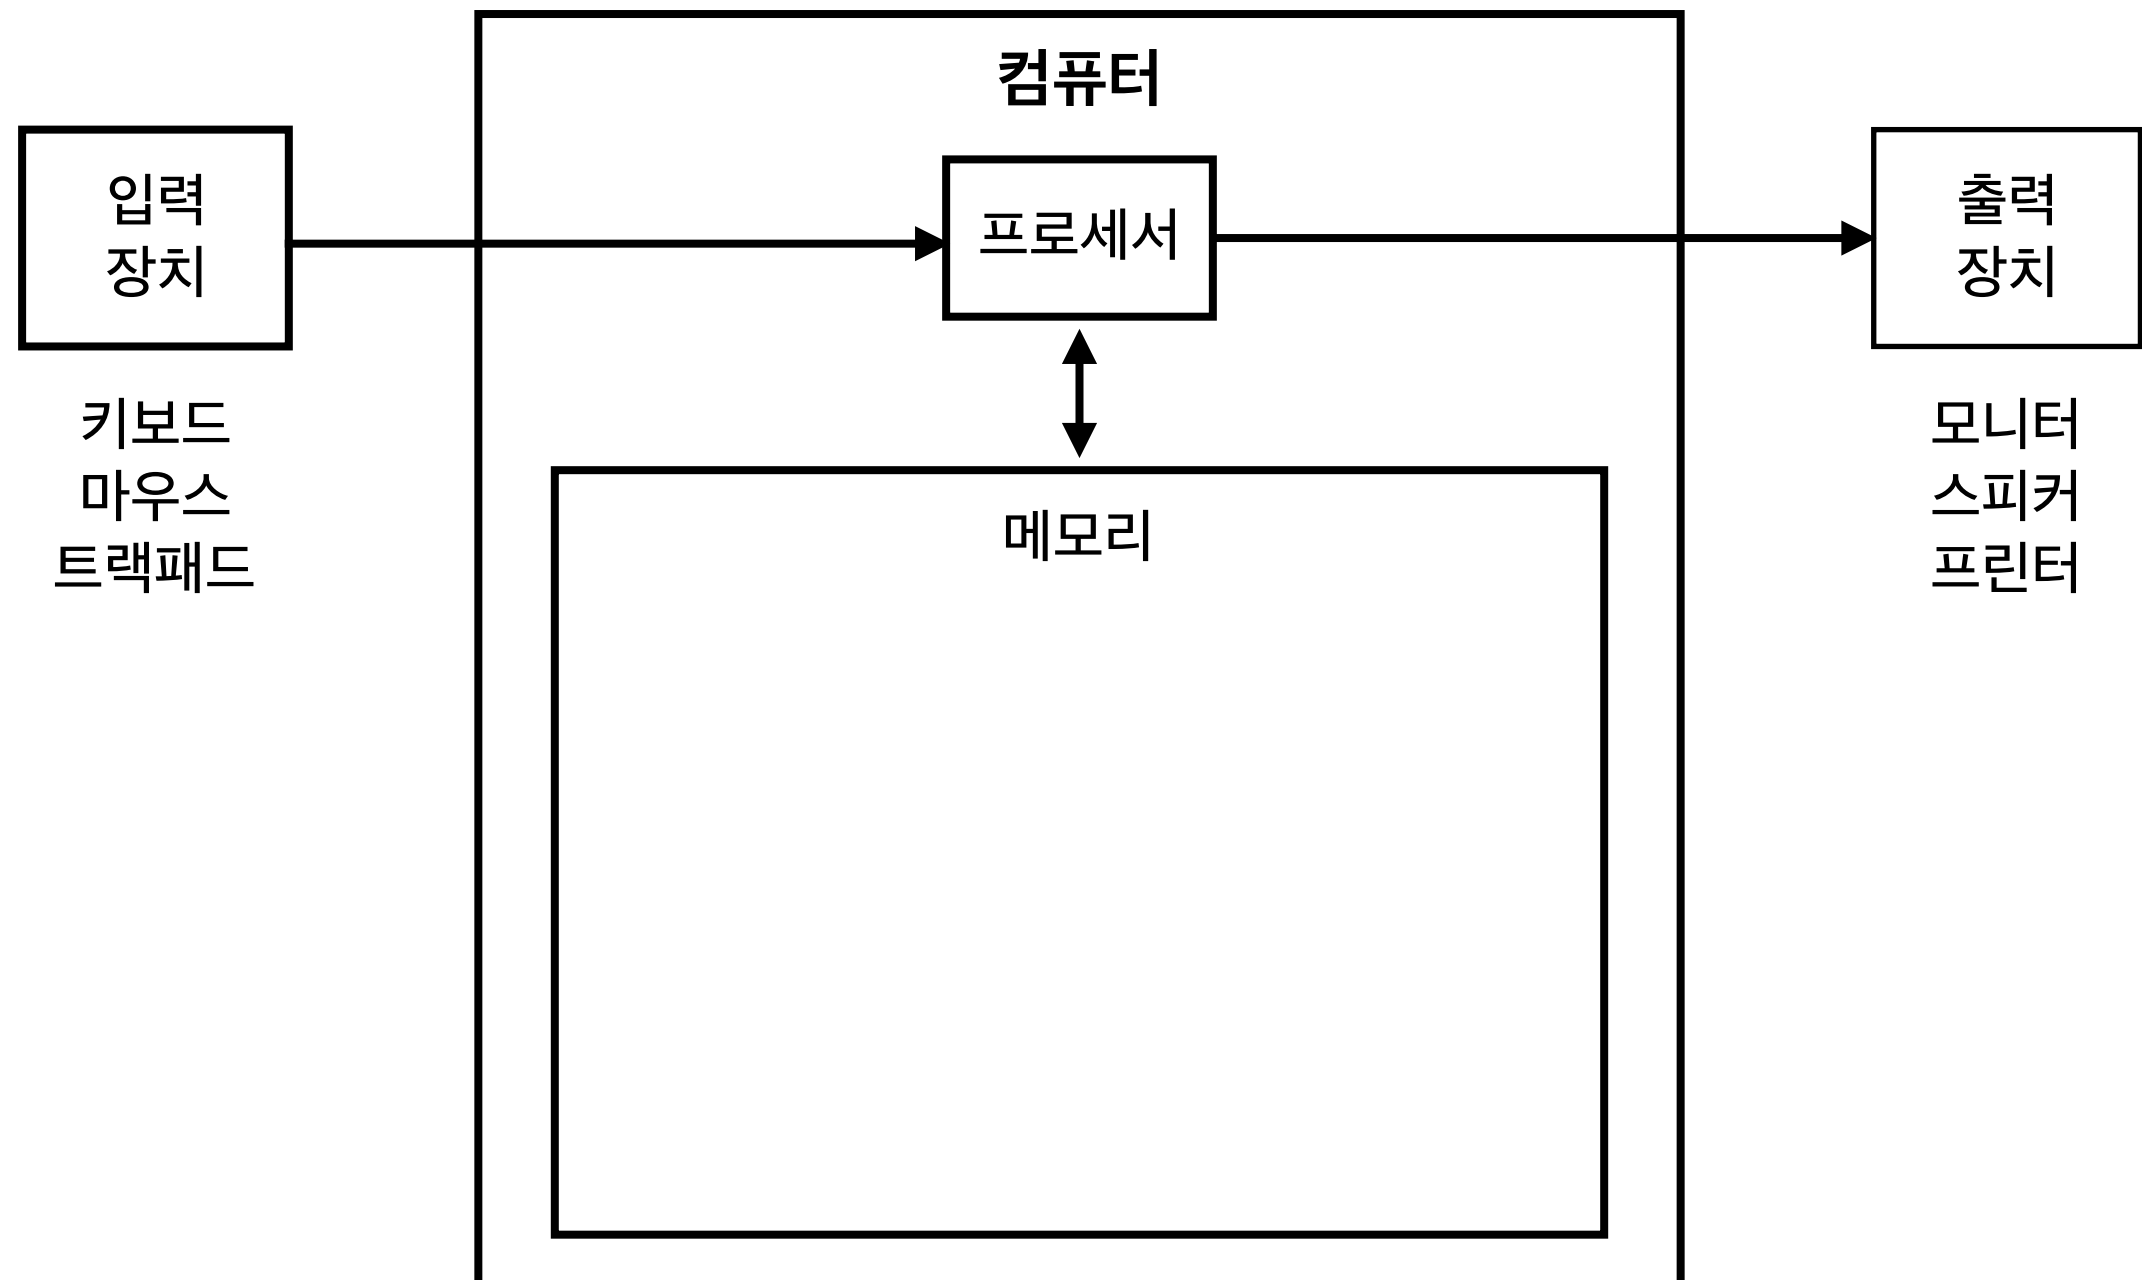 컴퓨터
입력
장치
프로세서
출력
장치
키보드
마우스
트랙패드
메모리
모니터
스피커
프린터